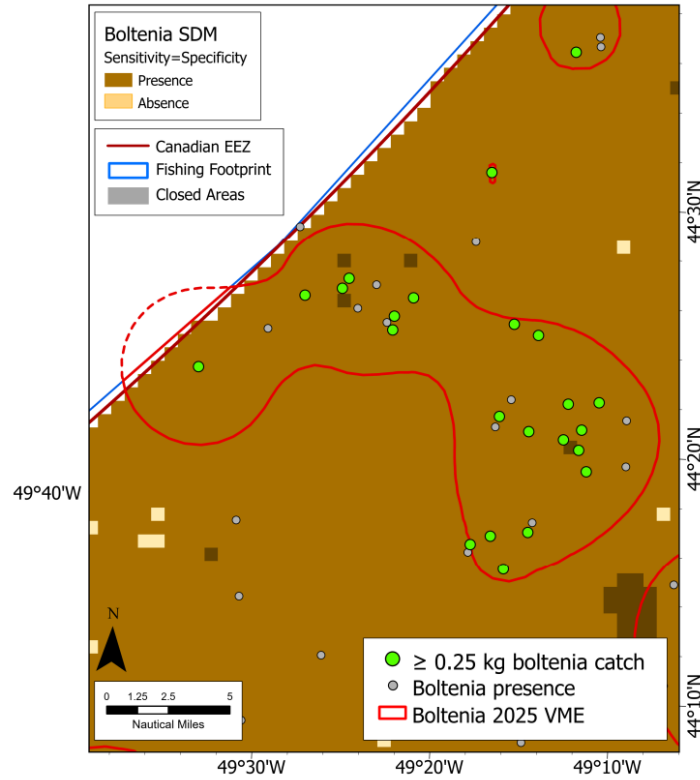 Boltenia SDM
Sensitivity=Specificity
Presence
Absence
Canadian EEZ
Fishing Footprint
Closed Areas
44°30'N
44°20'N
49°40'W
44°10'N
N
0 1.25 2.5 5
Nautical Miles
≥ 0.25 kg boltenia catch
Boltenia presence
Boltenia 2025 VME
49°30'W
49°20'W
49°10'W